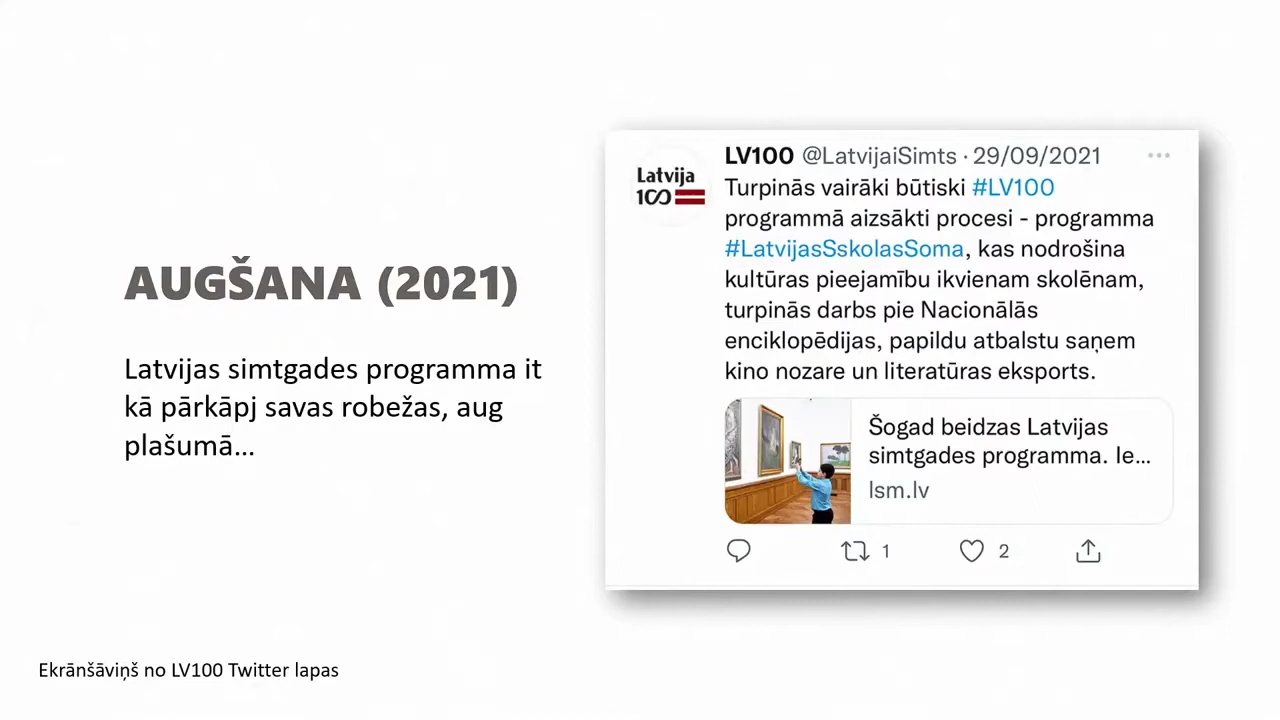 AUGŠANA (2021)
Latvijas simtgades programma it
kā pārkāpj savas robežas, aug
plašumā...
Latvija
100
LV100 @LatvijaiSimts · 29/09/2021
Turpinās vairāki būtiski #LV100
programmā aizsākti procesi - programma
#LatvijasSskolasSoma, kas nodrošina
kultūras pieejamību ikvienam skolēnam,
turpinās darbs pie Nacionālās
enciklopēdijas, papildu atbalstu saņem
kino nozare un literatūras eksports.
Šogad beidzas Latvijas
simtgades programma. Ie...
lsm.lv
1
2
Ekrānšāviņš no LV100 Twitter lapas